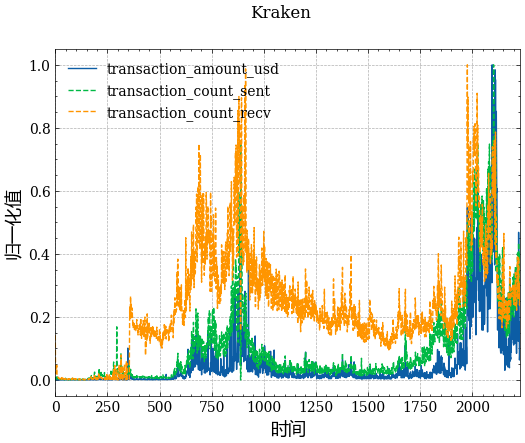 Kraken
transaction_amount_usd
transaction_count_sent
transaction_count_recv
1.0
0.8
0.6
0.4
0.2
0.0
归一化值
0 250 500 750 1000 1250 1500 1750 2000
时间